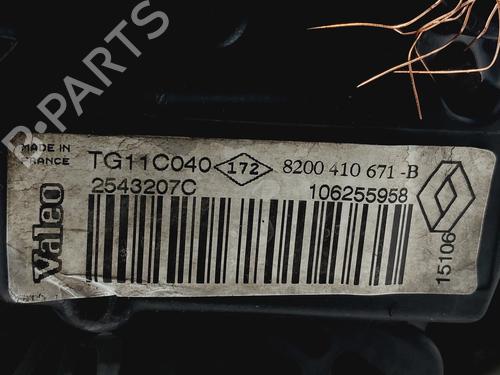 B-PARTS
MADE IN
FRANCE
TG11C040 172 8200 410 671 -B
2543207C 106255958
Valeo
15106